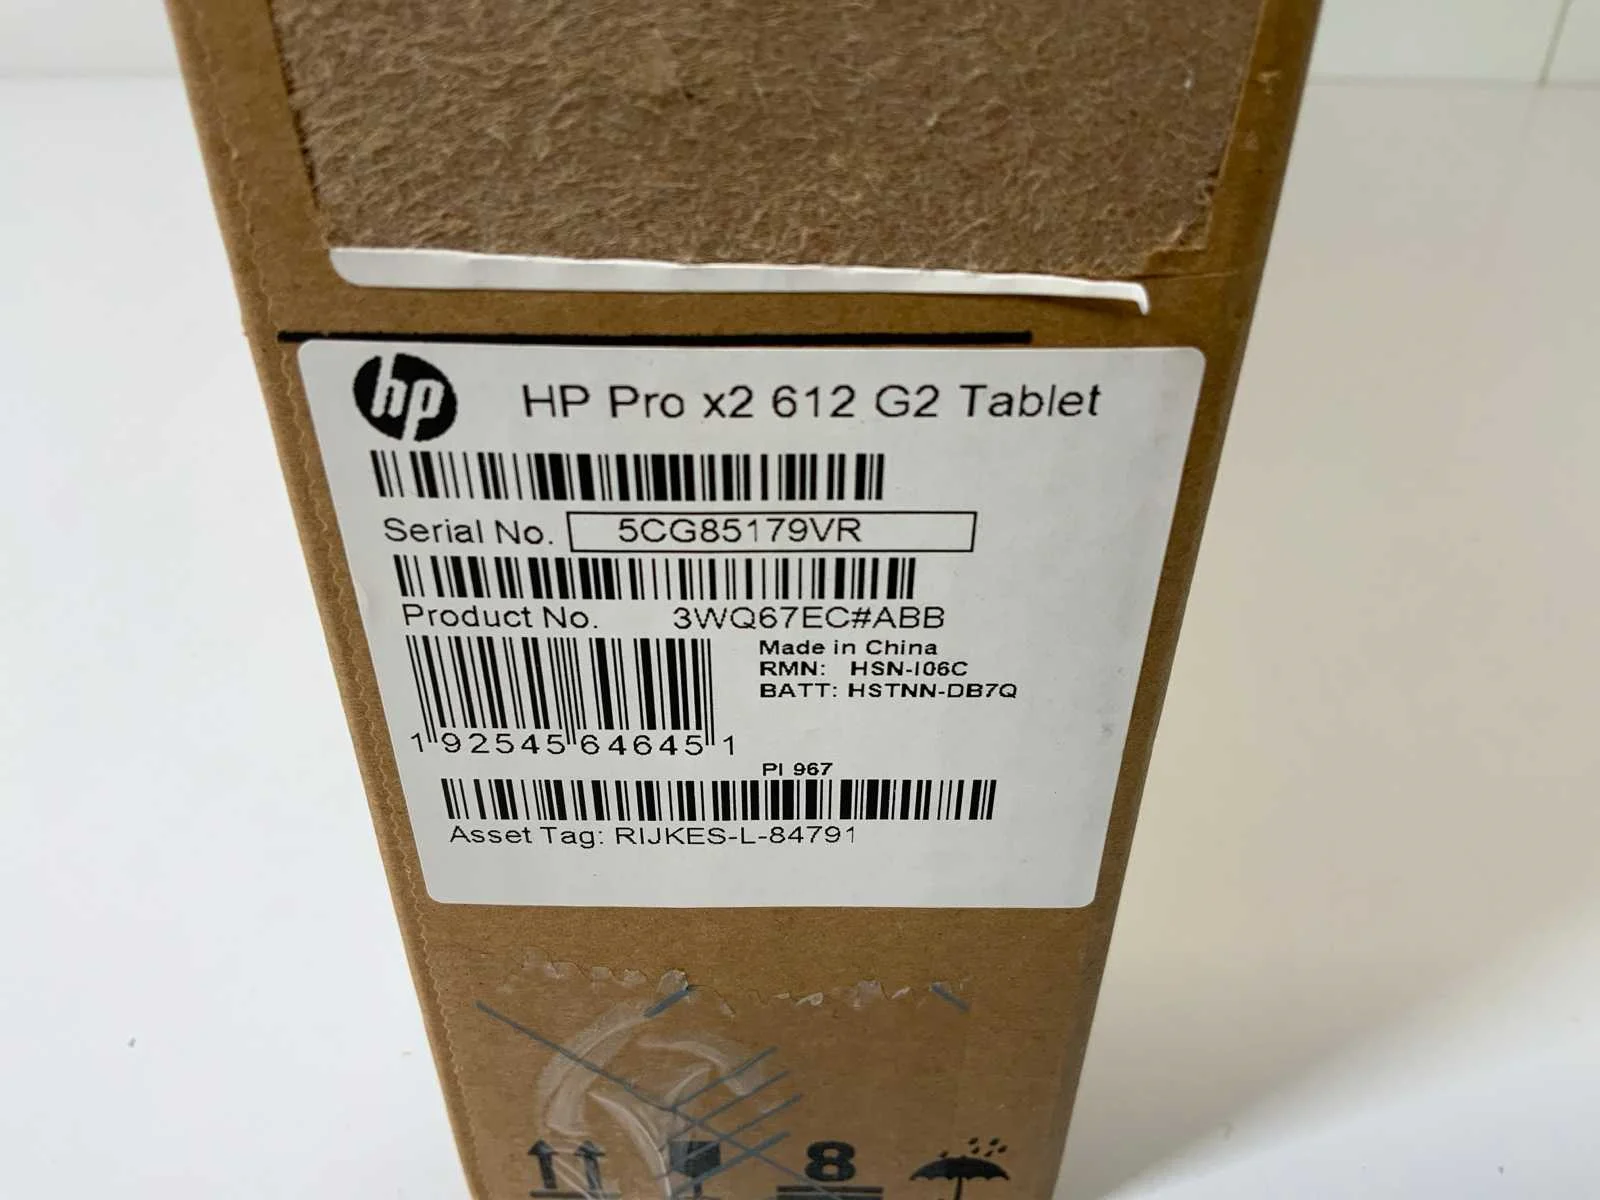 hp
HP Pro x2 612 G2 Tablet
Serial No. 5CG85179VR
Product No. 3WQ67EC#ABB
Made in China
RMN: HSN-I06C
BATT: HSTNN-DB7Q
1 92545 64645 1
PI 967
Asset Tag: RIJKES-L-84791
8